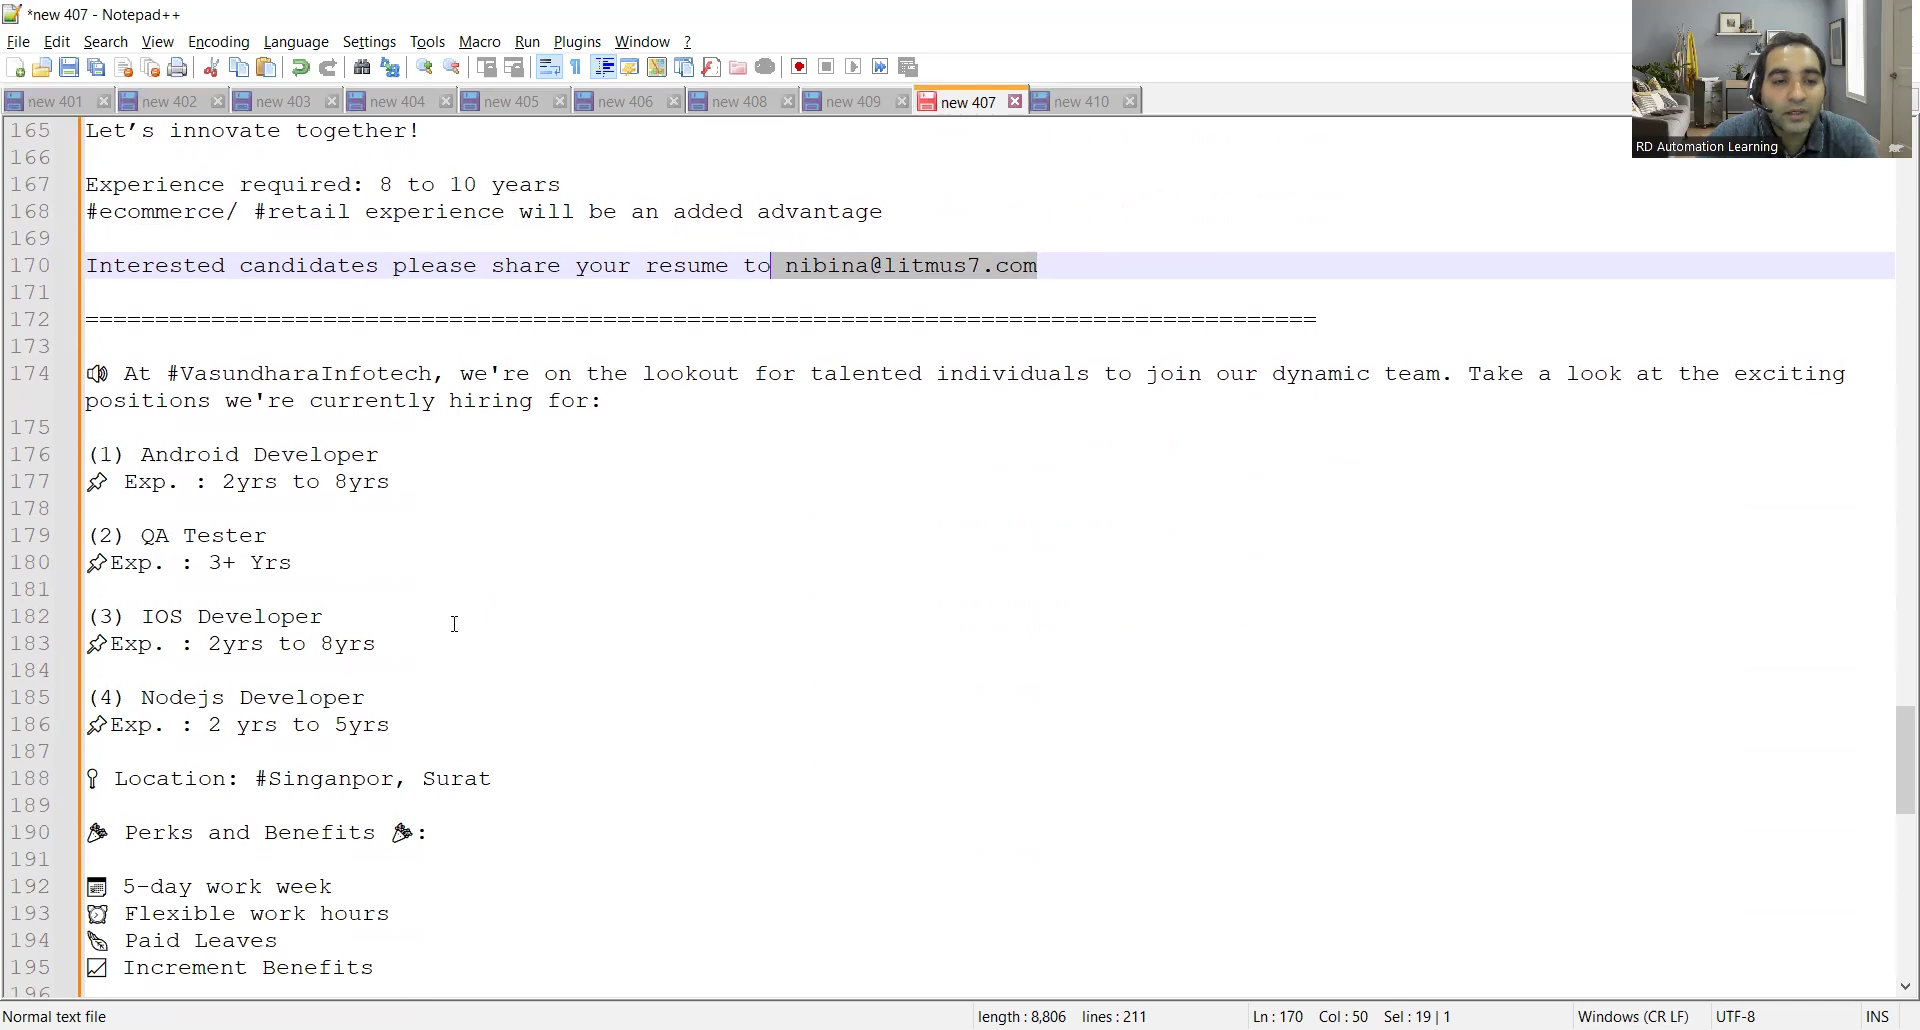 *new 407 - Notepad++
File Edit Search View Encoding Language Settings Tools Macro Run Plugins Window ?
new 401 new 402 new 403 new 404 new 405 new 406 new 408 new 409 new 407 new 410
RD Automation Learning
165 Let’s innovate together!
166
167 Experience required: 8 to 10 years
168 #ecommerce/ #retail experience will be an added advantage
169
170 Interested candidates please share your resume to nibina@litmus7.com
171
172 ========================================================================================
173
174 🔊 At #VasundharaInfotech, we're on the lookout for talented individuals to join our dynamic team. Take a look at the exciting
positions we're currently hiring for:
175
176 (1) Android Developer
177 📌 Exp. : 2yrs to 8yrs
178
179 (2) QA Tester
180 📌Exp. : 3+ Yrs
181
182 (3) IOS Developer
183 📌Exp. : 2yrs to 8yrs
184
185 (4) Nodejs Developer
186 📌Exp. : 2 yrs to 5yrs
187
188 📍 Location: #Singanpor, Surat
189
190 🎉 Perks and Benefits 🎉:
191
192 📅 5-day work week
193 ⏰ Flexible work hours
194 🍃 Paid Leaves
195 📈 Increment Benefits
196
Normal text file length : 8,806 lines : 211 Ln : 170 Col : 50 Sel : 19 | 1 Windows (CR LF) UTF-8 INS